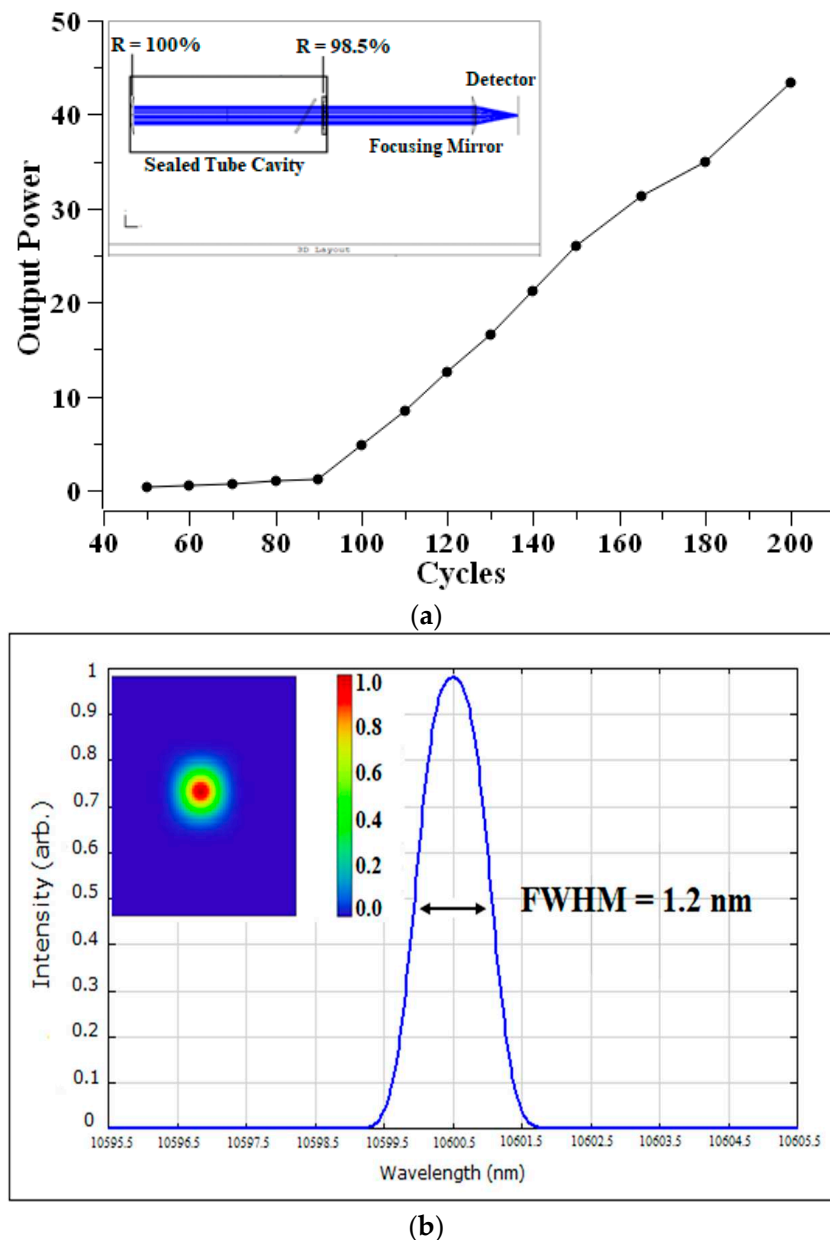 50
40
30
20
10
0
Output Power
R = 100%
R = 98.5%
Detector
Focusing Mirror
Sealed Tube Cavity
3D Layout
40 60 80 100 120 140 160 180 200
Cycles
(a)
1
0.9
0.8
0.7
0.6
0.5
0.4
0.3
0.2
0.1
0
Intensity (arb.)
1.0
0.8
0.6
0.4
0.2
0.0
FWHM = 1.2 nm
10595.5 10596.5 10597.5 10598.5 10599.5 10600.5 10601.5 10602.5 10603.5 10604.5 10605.5
Wavelength (nm)
(b)